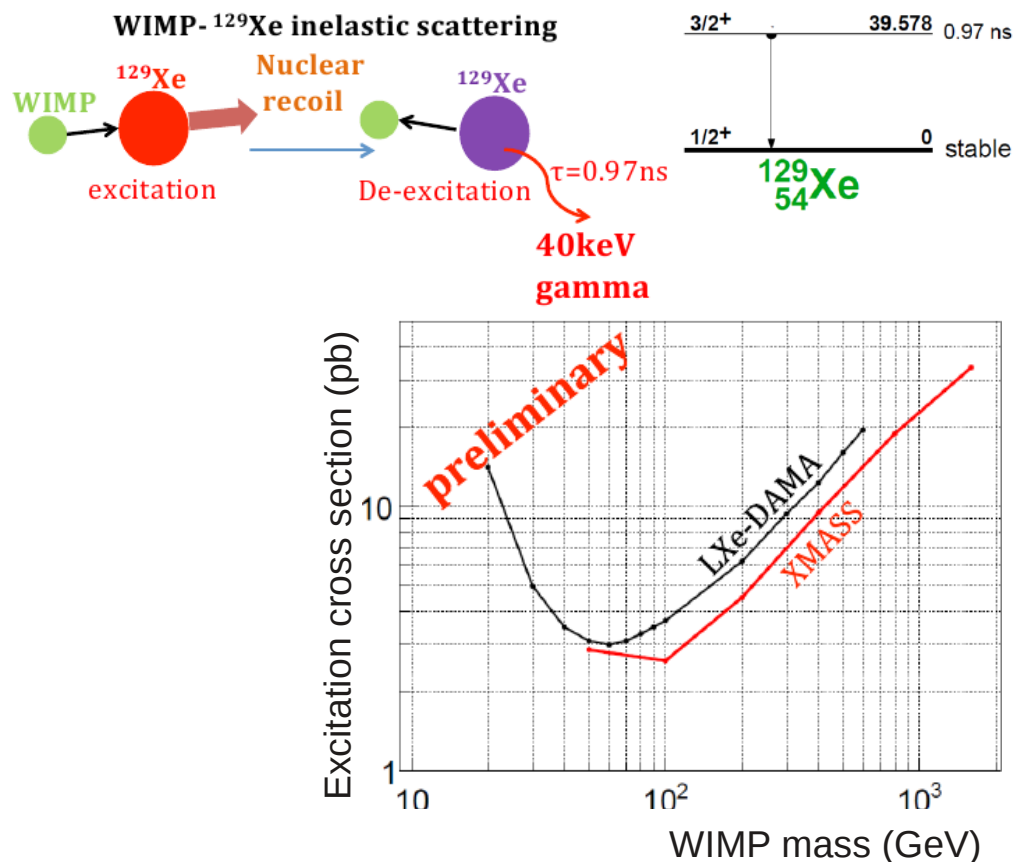 WIMP- ¹²⁹Xe inelastic scattering
¹²⁹Xe
WIMP
Nuclear
recoil
¹²⁹Xe
excitation
De-excitation
τ=0.97ns
40keV
gamma
3/2⁺ 39.578 0.97 ns
1/2⁺ 0 stable
¹²⁹₅₄Xe
preliminary
LXe-DAMA
XMASS
Excitation cross section (pb)
10
1
10 10² 10³
WIMP mass (GeV)